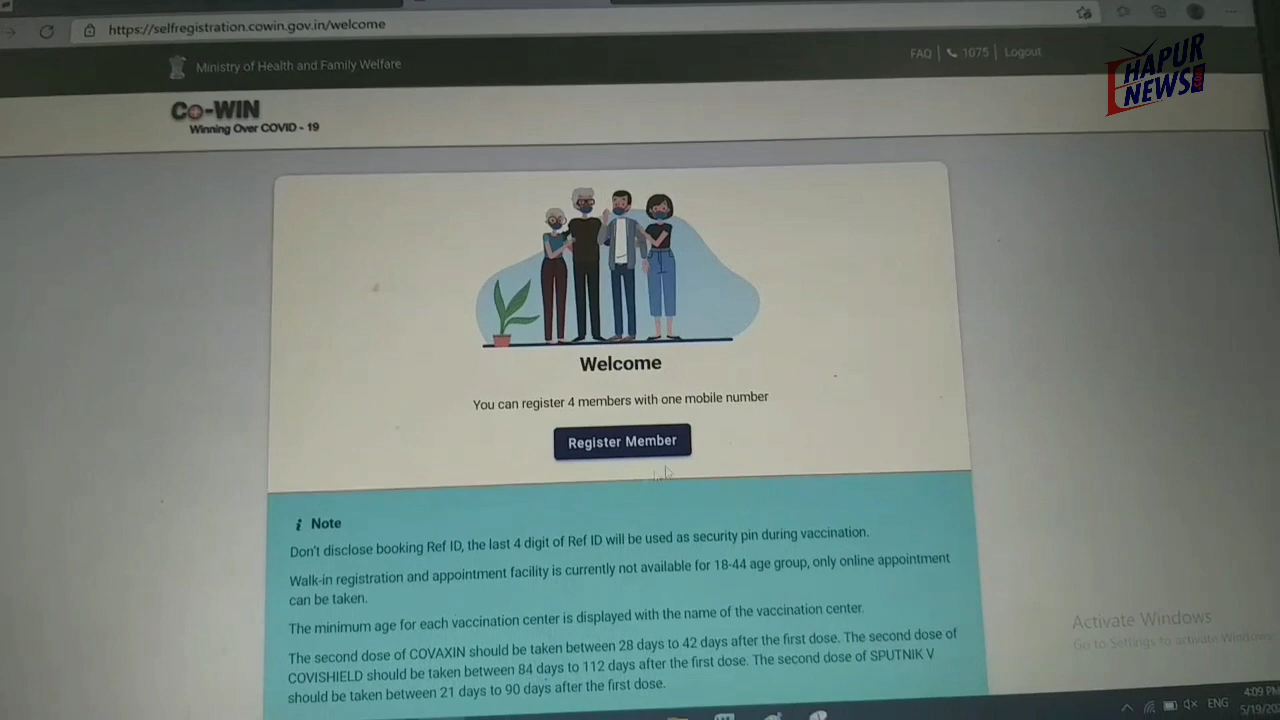 https://selfregistration.cowin.gov.in/welcome
Ministry of Health and Family Welfare
FAQ | 1075 | Logout
HAPUR
NEWS.COM
Co-WIN
Winning Over COVID - 19
Welcome
You can register 4 members with one mobile number
Register Member
i Note
Don't disclose booking Ref ID, the last 4 digit of Ref ID will be used as security pin during vaccination.
Walk-in registration and appointment facility is currently not available for 18-44 age group, only online appointment
can be taken.
The minimum age for each vaccination center is displayed with the name of the vaccination center.
The second dose of COVAXIN should be taken between 28 days to 42 days after the first dose. The second dose of
COVISHIELD should be taken between 84 days to 112 days after the first dose. The second dose of SPUTNIK V
should be taken between 21 days to 90 days after the first dose.
Activate Windows
Go to Settings to activate Windows
ENG
4:09 PM
5/19/20